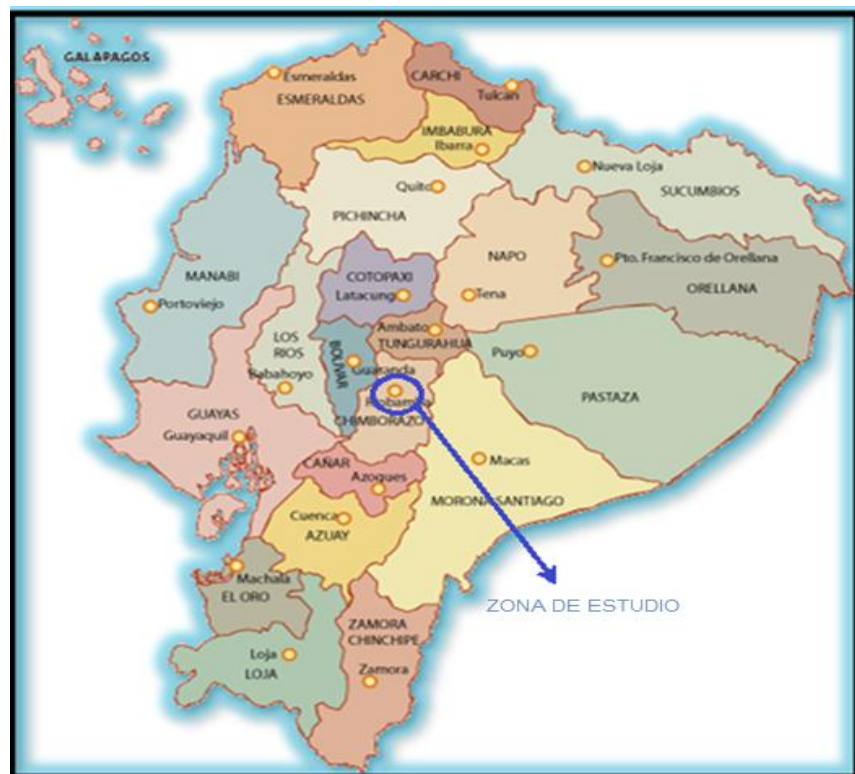 GALAPAGOS
Esmeraldas
ESMERALDAS
CARCHI
Tulcan
IMBABURA
Ibarra
Nueva Loja
SUCUMBIOS
Quito
PICHINCHA
NAPO
Tena
Pto. Francisco de Orellana
ORELLANA
MANABI
Portoviejo
COTOPAXI
Latacung
LOS
RIOS
Babahoyo
BOLIVAR
Guaranda
Ambato
TUNGURAHUA
Puyo
PASTAZA
Riobamba
CHIMBORAZO
GUAYAS
Guayaquil
CAÑAR
Azogues
Macas
MORONA SANTIAGO
Cuenca
AZUAY
Machala
EL ORO
ZONA DE ESTUDIO
ZAMORA
CHINCHIPE
Zamora
Loja
LOJA